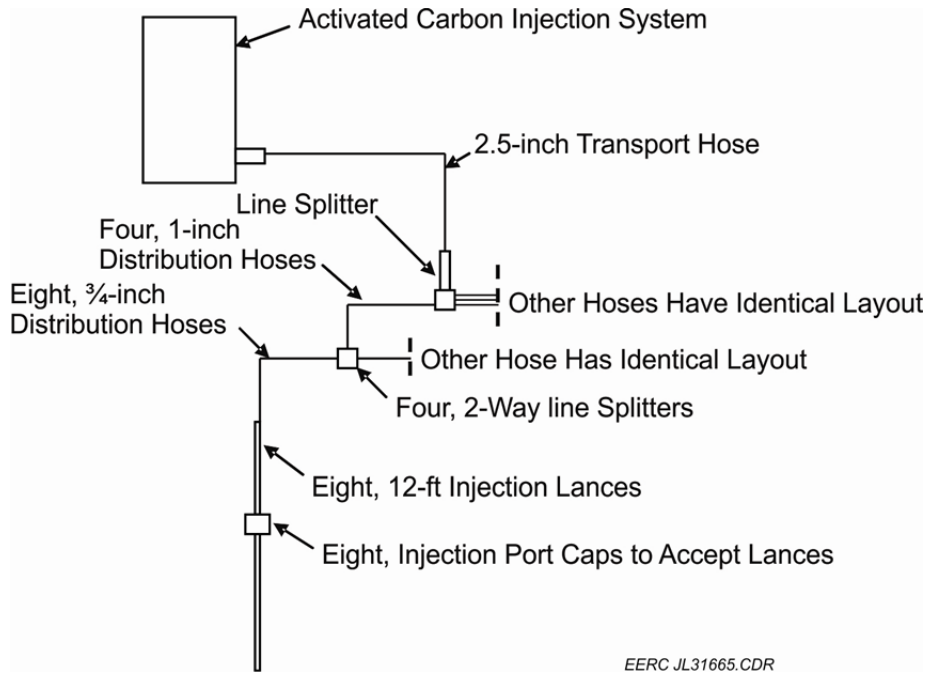 Activated Carbon Injection System
2.5-inch Transport Hose
Line Splitter
Four, 1-inch
Distribution Hoses
Eight, ¾-inch
Distribution Hoses
Other Hoses Have Identical Layout
Other Hose Has Identical Layout
Four, 2-Way line Splitters
Eight, 12-ft Injection Lances
Eight, Injection Port Caps to Accept Lances
EERC JL31665.CDR